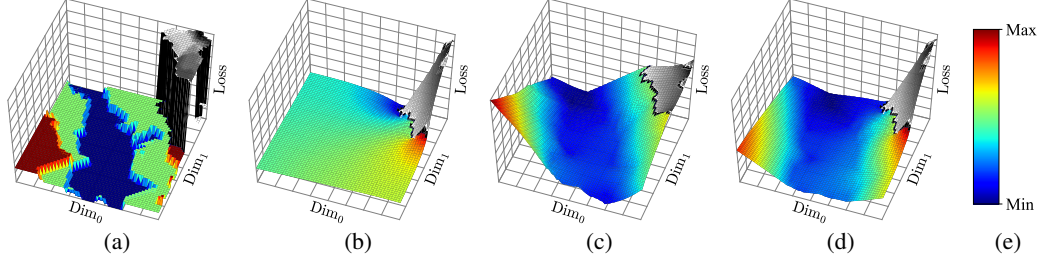 Loss
Dim₁
Dim₀
(a)
Loss
Dim₁
Dim₀
(b)
Loss
Dim₁
Dim₀
(c)
Loss
Dim₁
Dim₀
(d)
Max
Min
(e)